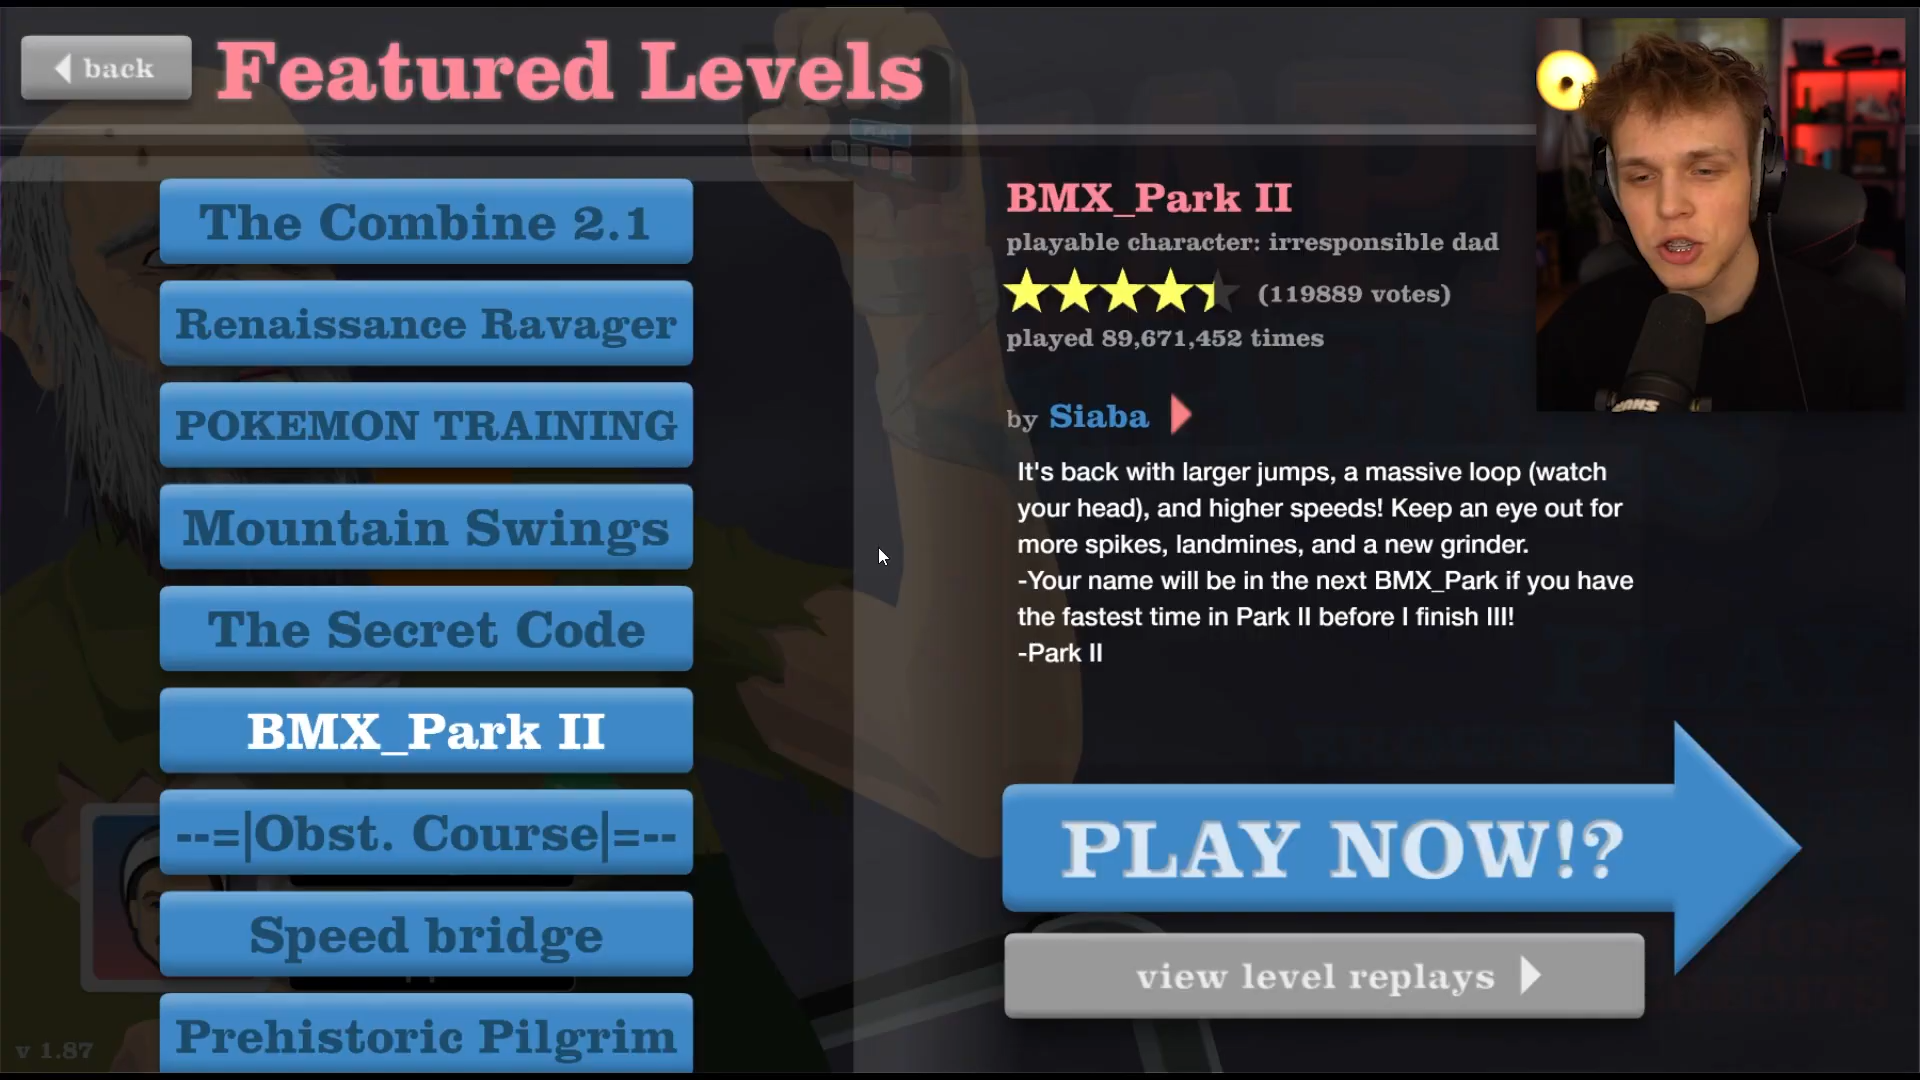 back
Featured Levels
The Combine 2.1
Renaissance Ravager
POKEMON TRAINING
Mountain Swings
The Secret Code
BMX_Park II
--=|Obst. Course|=--
Speed bridge
Prehistoric Pilgrim
v 1.87
BMX_Park II
playable character: irresponsible dad
(119889 votes)
played 89,671,452 times
by Siaba
It's back with larger jumps, a massive loop (watch
your head), and higher speeds! Keep an eye out for
more spikes, landmines, and a new grinder.
-Your name will be in the next BMX_Park if you have
the fastest time in Park II before I finish III!
-Park II
PLAY NOW!?
view level replays
SHURE